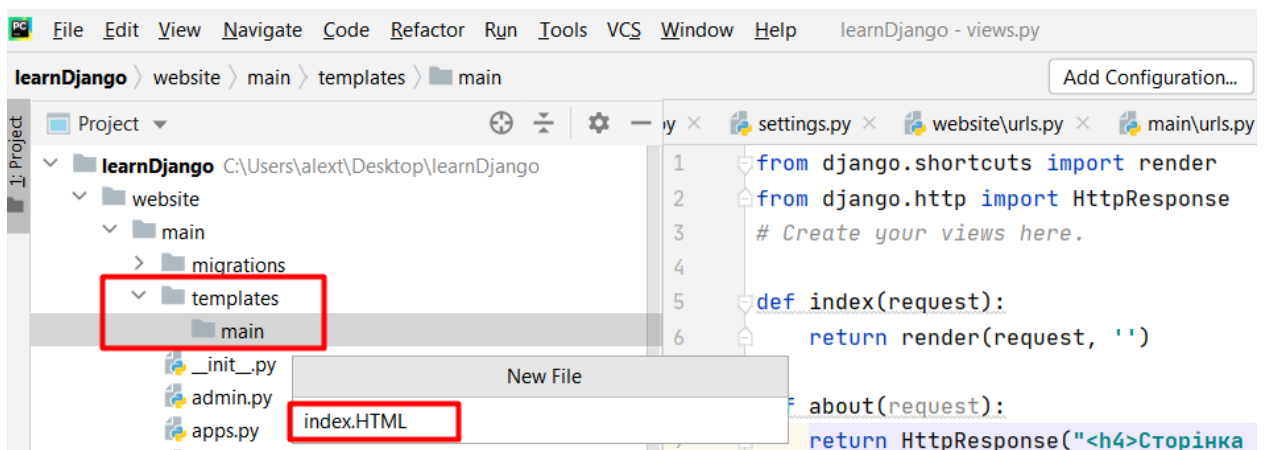 PC File Edit View Navigate Code Refactor Run Tools VCS Window Help learnDjango - views.py
learnDjango website main templates main Add Configuration...
1: Project
Project y settings.py website\urls.py main\urls.py
learnDjango C:\Users\alext\Desktop\learnDjango
website
main
migrations
templates
main
__init__.py
admin.py
apps.py
New File
index.HTML
1 from django.shortcuts import render
2 from django.http import HttpResponse
3 # Create your views here.
4
5 def index(request):
6 return render(request, '')
f about(request):
return HttpResponse("<h4>Сторінка